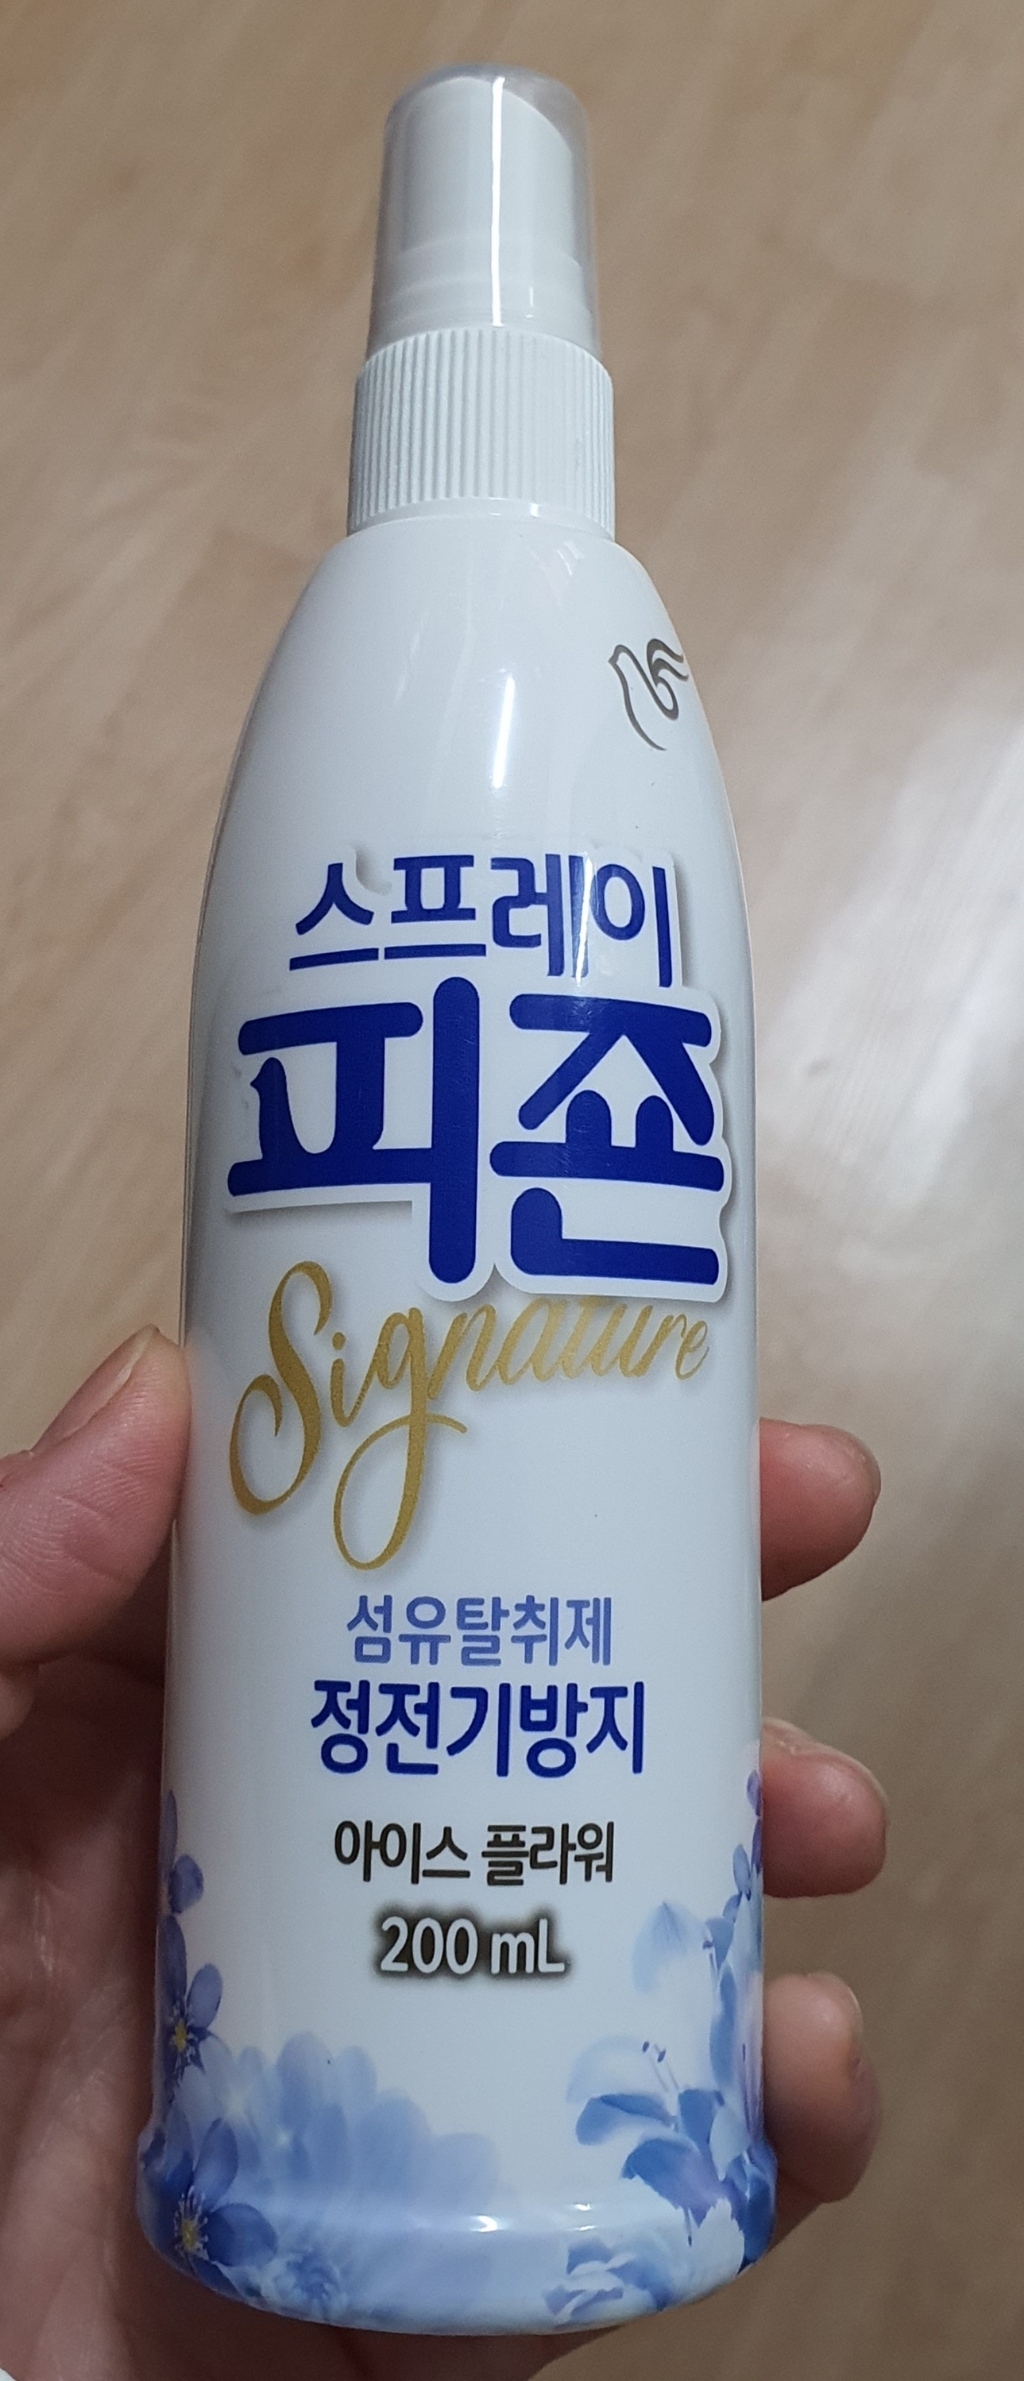 스프레이
피죤
Signature
섬유탈취제
정전기방지
아이스 플라워
200 mL